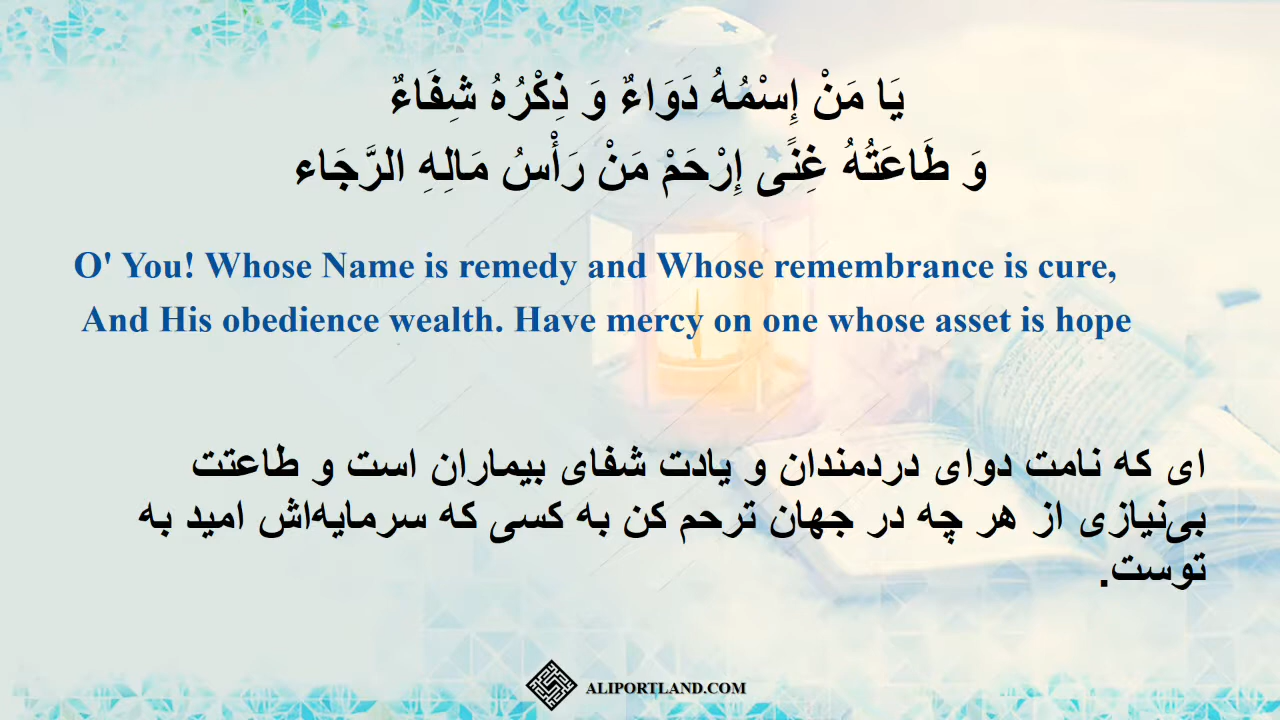 يَا مَنْ إِسْمُهُ دَوَاءٌ وَ ذِكْرُهُ شِفَاءٌ
وَ طَاعَتُهُ غِنًى إِرْحَمْ مَنْ رَأْسُ مَالِهِ الرَّجَاء
O' You! Whose Name is remedy and Whose remembrance is cure,
And His obedience wealth. Have mercy on one whose asset is hope
ای که نامت دوای دردمندان و یادت شفای بیماران است و طاعتت
بی‌نیازی از هر چه در جهان ترحم کن به کسی که سرمایه‌اش امید به
توست.
ALIPORTLAND.COM